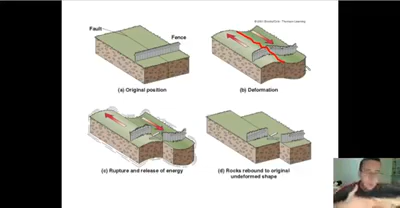 Fault
Fence
(a) Original position
(b) Deformation
(c) Rupture and release of energy
(d) Rocks rebound to original
undeformed shape